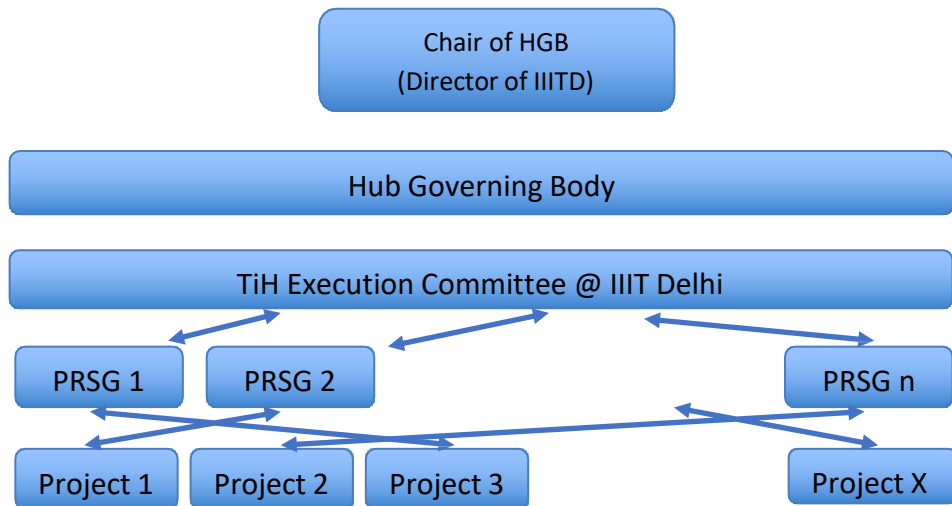 Chair of HGB
(Director of IIITD)
Hub Governing Body
TiH Execution Committee @ IIIT Delhi
PRSG 1
PRSG 2
PRSG n
Project 1
Project 2
Project 3
Project X